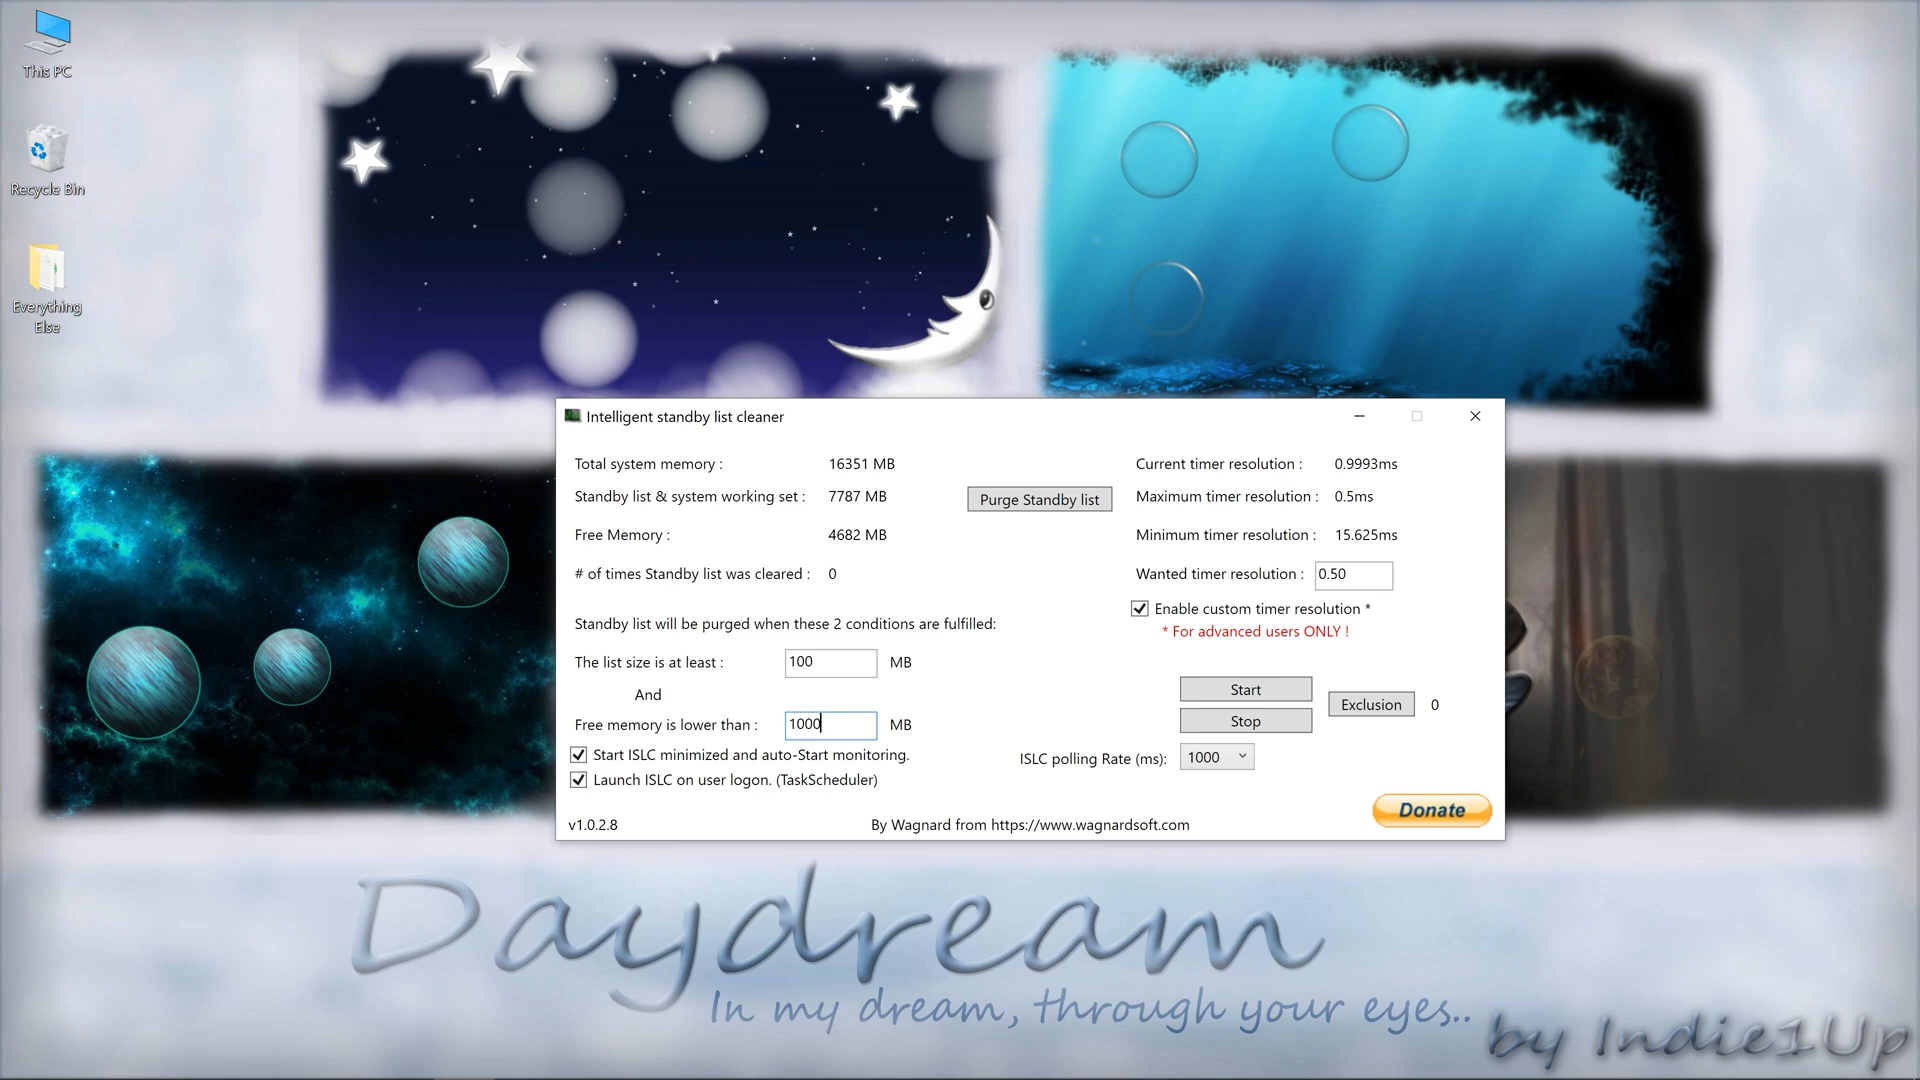 This PC
Recycle Bin
Everything
Else
Intelligent standby list cleaner
Total system memory : 16351 MB
Standby list & system working set : 7787 MB
Purge Standby list
Free Memory : 4682 MB
# of times Standby list was cleared : 0
Standby list will be purged when these 2 conditions are fulfilled:
The list size is at least : 100 MB
And
Free memory is lower than : 1000 MB
Start ISLC minimized and auto-Start monitoring.
Launch ISLC on user logon. (TaskScheduler)
Current timer resolution : 0.9993ms
Maximum timer resolution : 0.5ms
Minimum timer resolution : 15.625ms
Wanted timer resolution : 0.50
Enable custom timer resolution *
* For advanced users ONLY !
Start
Stop
Exclusion 0
ISLC polling Rate (ms): 1000
Donate
v1.0.2.8
By Wagnard from https://www.wagnardsoft.com
Daydream
In my dream, through your eyes..
by Indie1Up